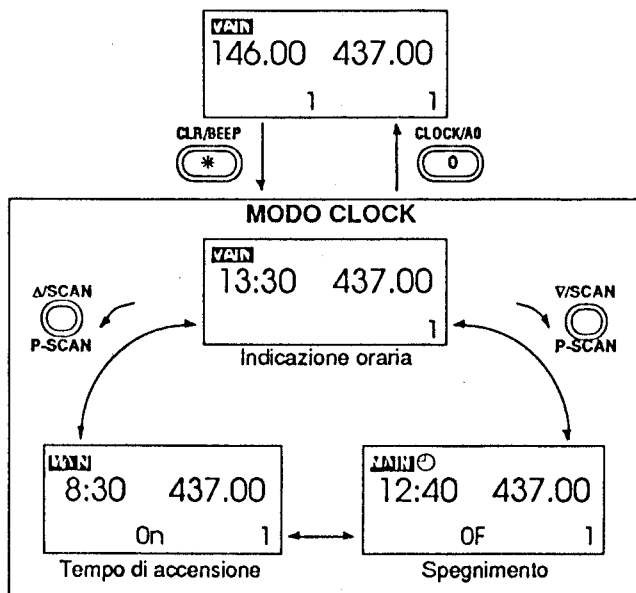 MAIN
146.00 437.00
1 1
CLR/BEEP
*
CLOCK/A0
0
MODO CLOCK
MAIN
13:30 437.00
1
Indicazione oraria
Δ/SCAN
P-SCAN
∇/SCAN
P-SCAN
MAIN
8:30 437.00
On 1
Tempo di accensione
MAIN
12:40 437.00
OF 1
Spegnimento